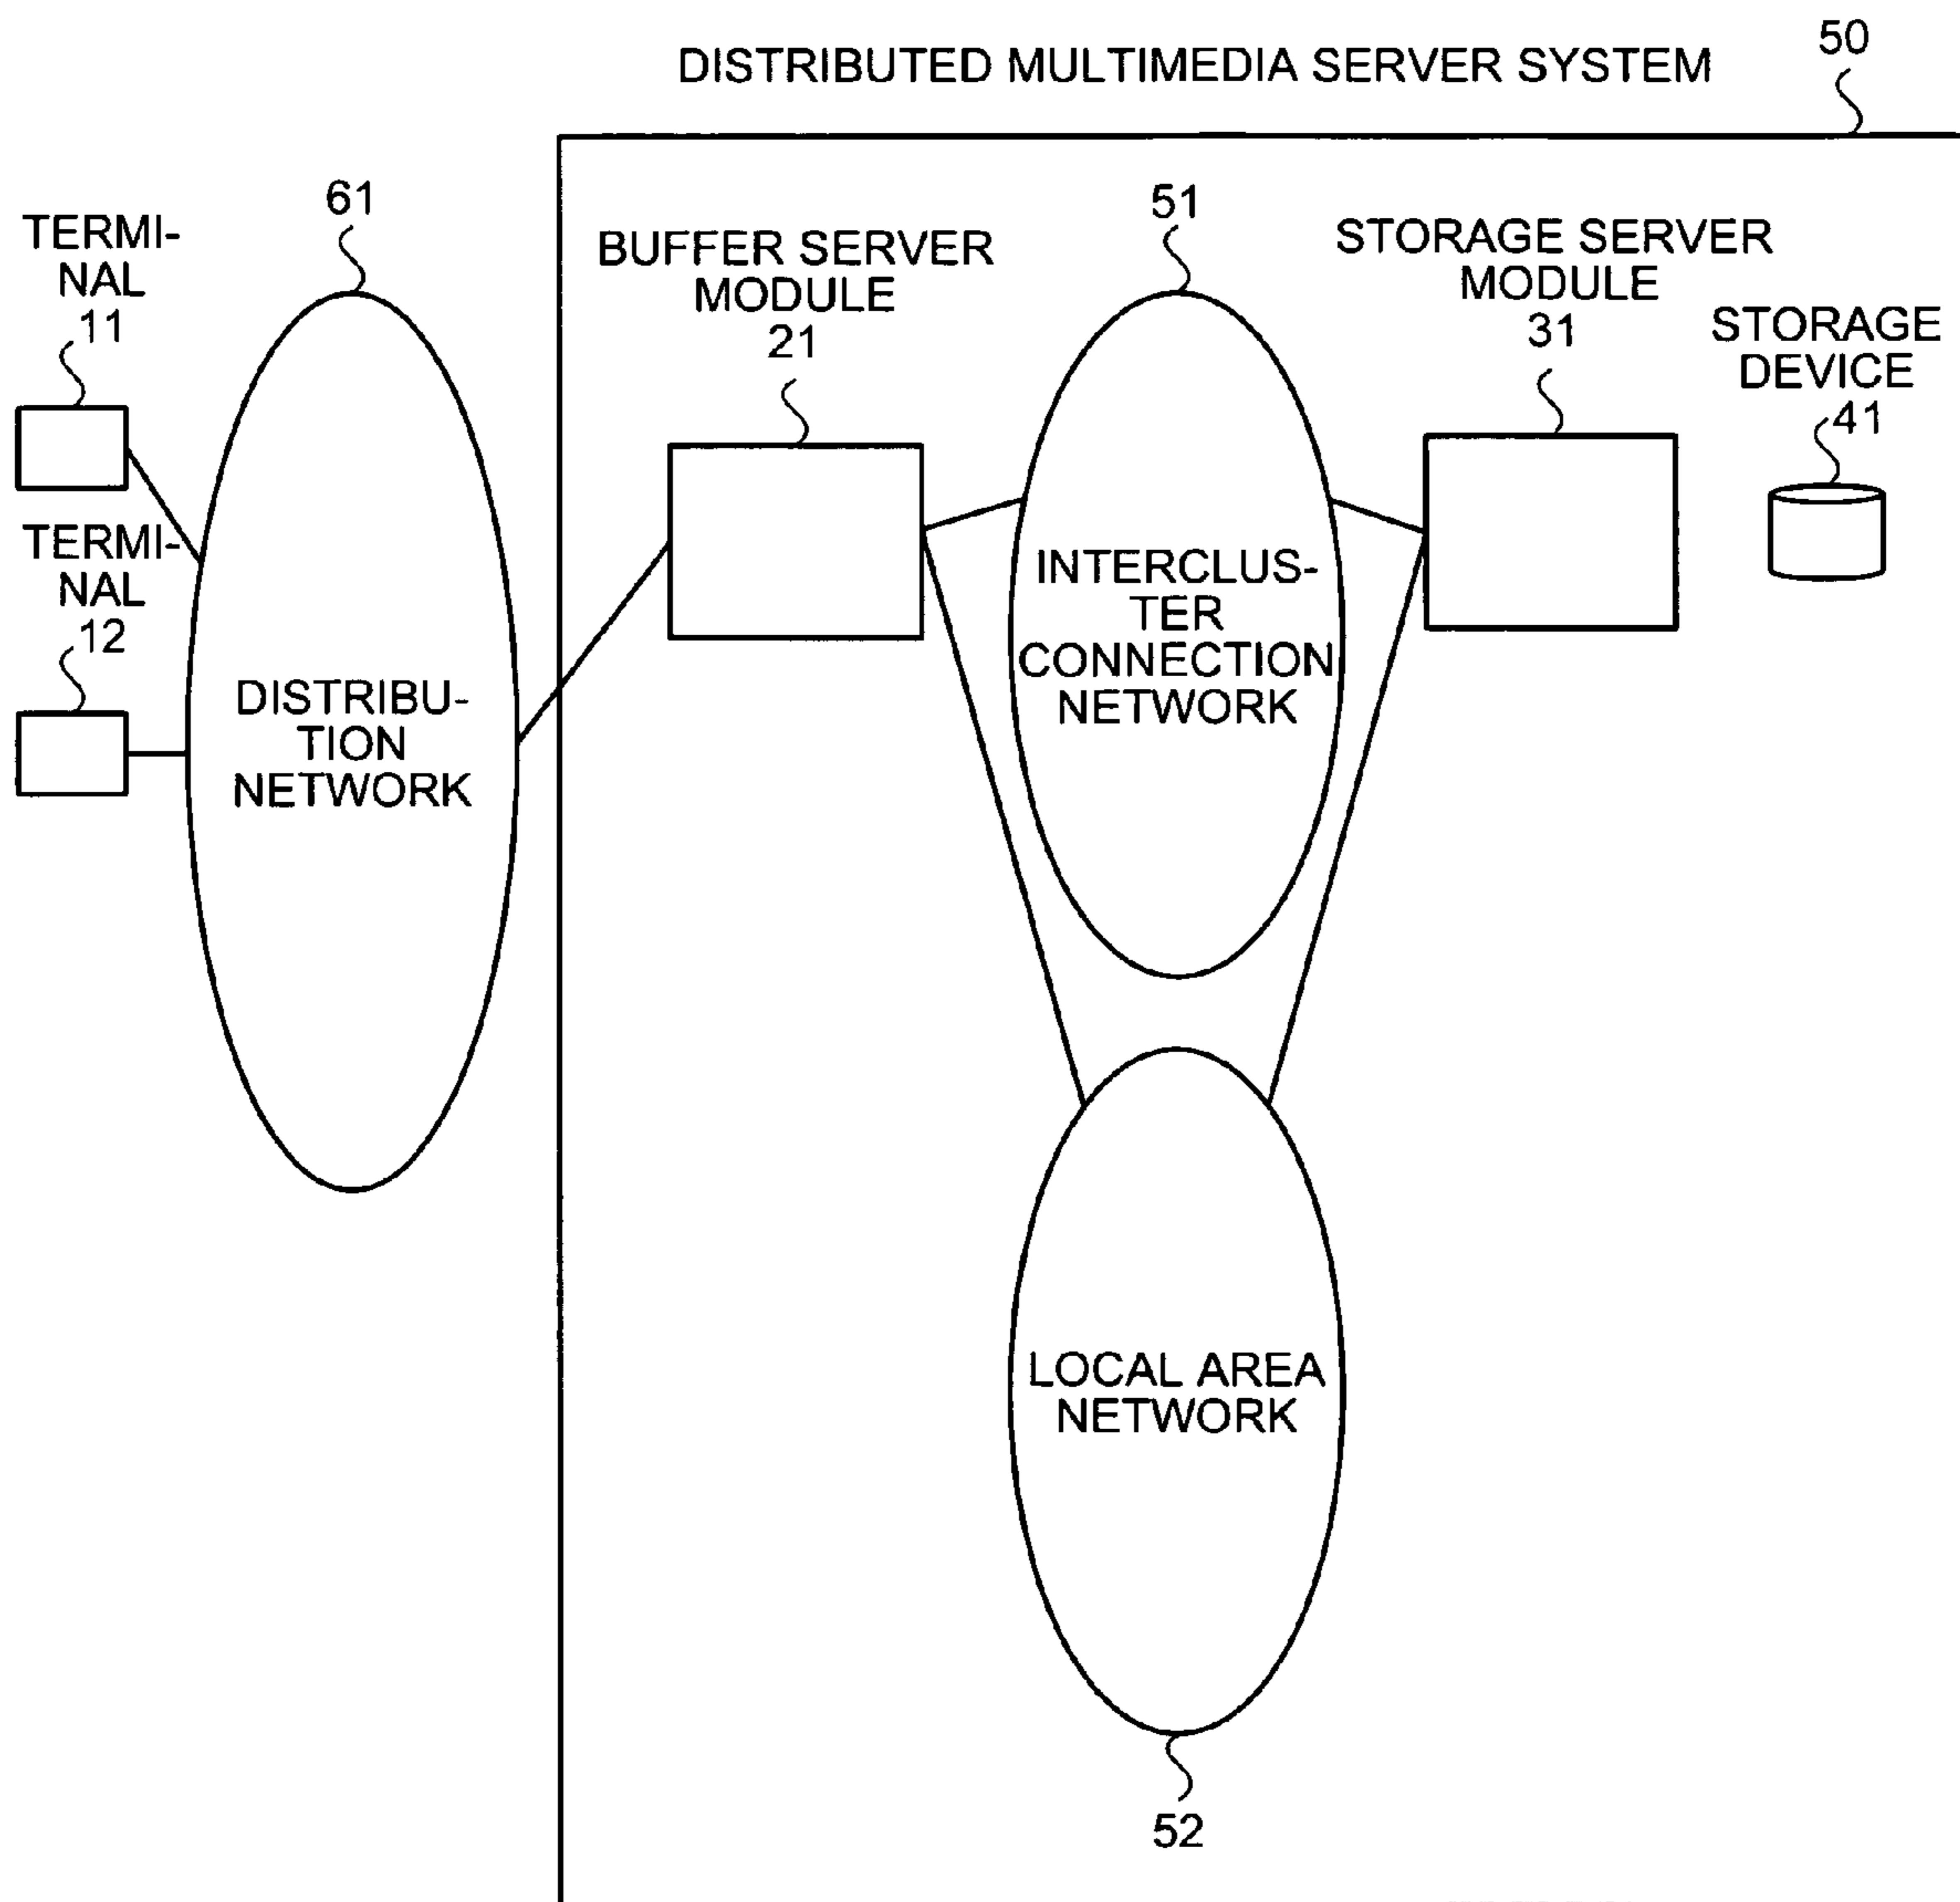 DISTRIBUTED MULTIMEDIA SERVER SYSTEM
50
TERMI-
NAL
11
61
BUFFER SERVER
MODULE
21
51
STORAGE SERVER
MODULE
31
STORAGE
DEVICE
41
TERMI-
NAL
12
DISTRIBU-
TION
NETWORK
INTERCLUS-
TER
CONNECTION
NETWORK
LOCAL AREA
NETWORK
52